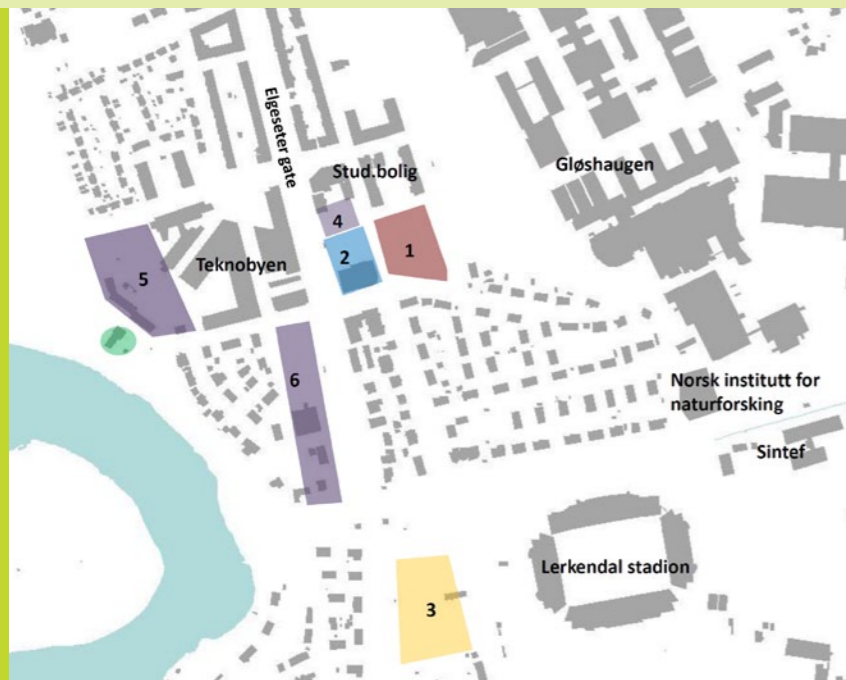 Elgeseter gate
Stud.bolig
Gløshaugen
4
1
2
Teknobyen
5
6
Norsk institutt for
naturforsking
Sintef
Lerkendal stadion
3